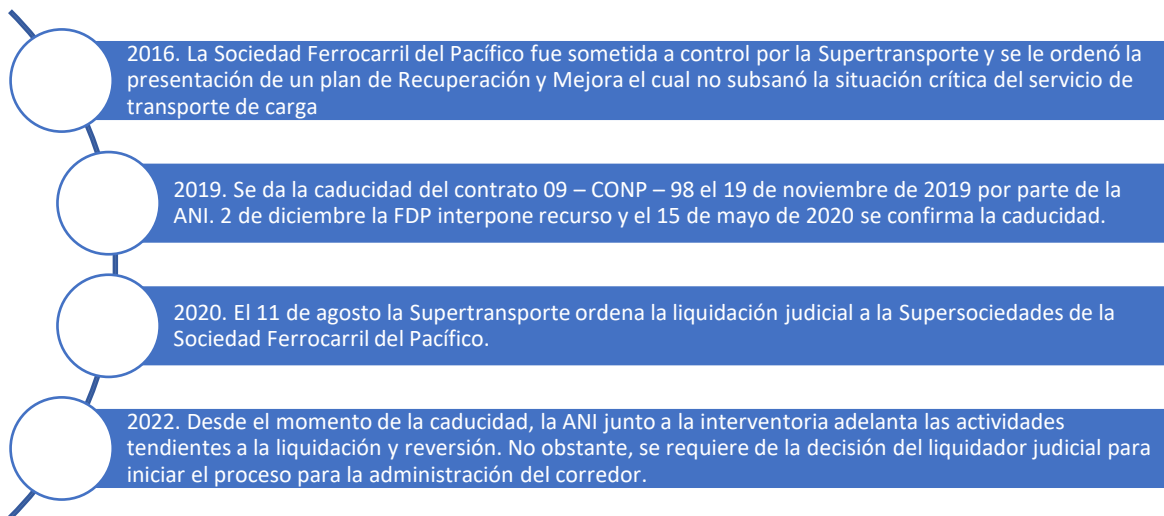 2016. La Sociedad Ferrocarril del Pacífico fue sometida a control por la Supertransporte y se le ordenó la
presentación de un plan de Recuperación y Mejora el cual no subsanó la situación crítica del servicio de
transporte de carga
2019. Se da la caducidad del contrato 09 – CONP – 98 el 19 de noviembre de 2019 por parte de la
ANI. 2 de diciembre la FDP interpone recurso y el 15 de mayo de 2020 se confirma la caducidad.
2020. El 11 de agosto la Supertransporte ordena la liquidación judicial a la Supersociedades de la
Sociedad Ferrocarril del Pacífico.
2022. Desde el momento de la caducidad, la ANI junto a la interventoria adelanta las actividades
tendientes a la liquidación y reversión. No obstante, se requiere de la decisión del liquidador judicial para
iniciar el proceso para la administración del corredor.